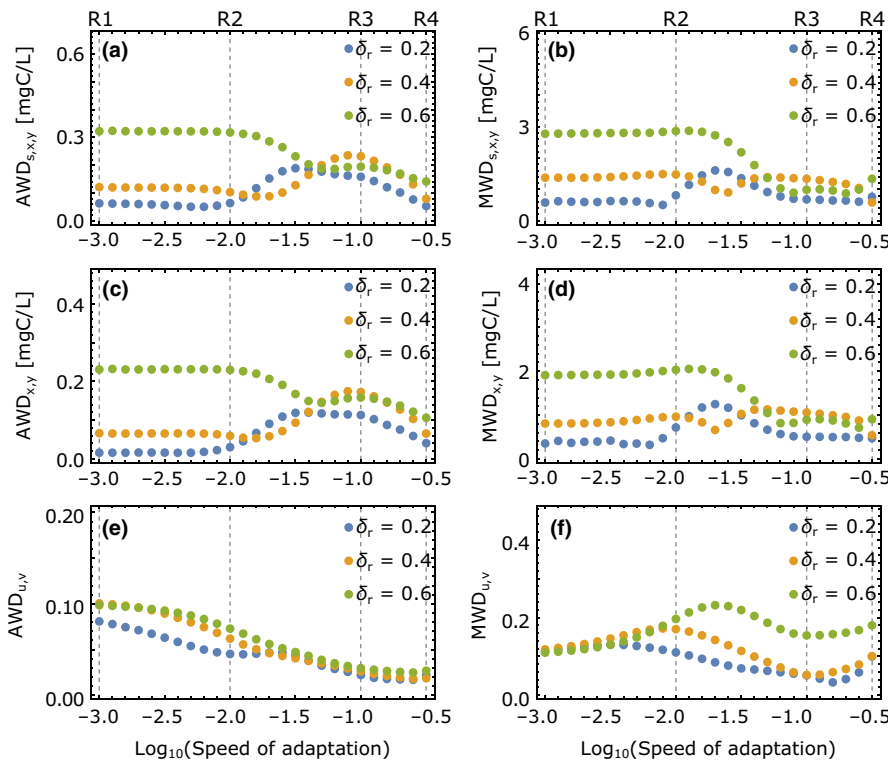 R1 R2 R3 R4
R1 R2 R3 R4
(a)
δr = 0.2
δr = 0.4
δr = 0.6
AWDs,x,y [mgC/L]
0.6
0.3
0.0
−3.0 −2.5 −2.0 −1.5 −1.0 −0.5
(b)
δr = 0.2
δr = 0.4
δr = 0.6
MWDs,x,y [mgC/L]
6
3
0
−3.0 −2.5 −2.0 −1.5 −1.0 −0.5
(c)
δr = 0.2
δr = 0.4
δr = 0.6
AWDx,y [mgC/L]
0.4
0.2
0.0
−3.0 −2.5 −2.0 −1.5 −1.0 −0.5
(d)
δr = 0.2
δr = 0.4
δr = 0.6
MWDx,y [mgC/L]
4
2
0
−3.0 −2.5 −2.0 −1.5 −1.0 −0.5
(e)
δr = 0.2
δr = 0.4
δr = 0.6
AWDu,v
0.20
0.10
0.00
−3.0 −2.5 −2.0 −1.5 −1.0 −0.5
Log10(Speed of adaptation)
(f)
δr = 0.2
δr = 0.4
δr = 0.6
MWDu,v
0.4
0.2
0.0
−3.0 −2.5 −2.0 −1.5 −1.0 −0.5
Log10(Speed of adaptation)